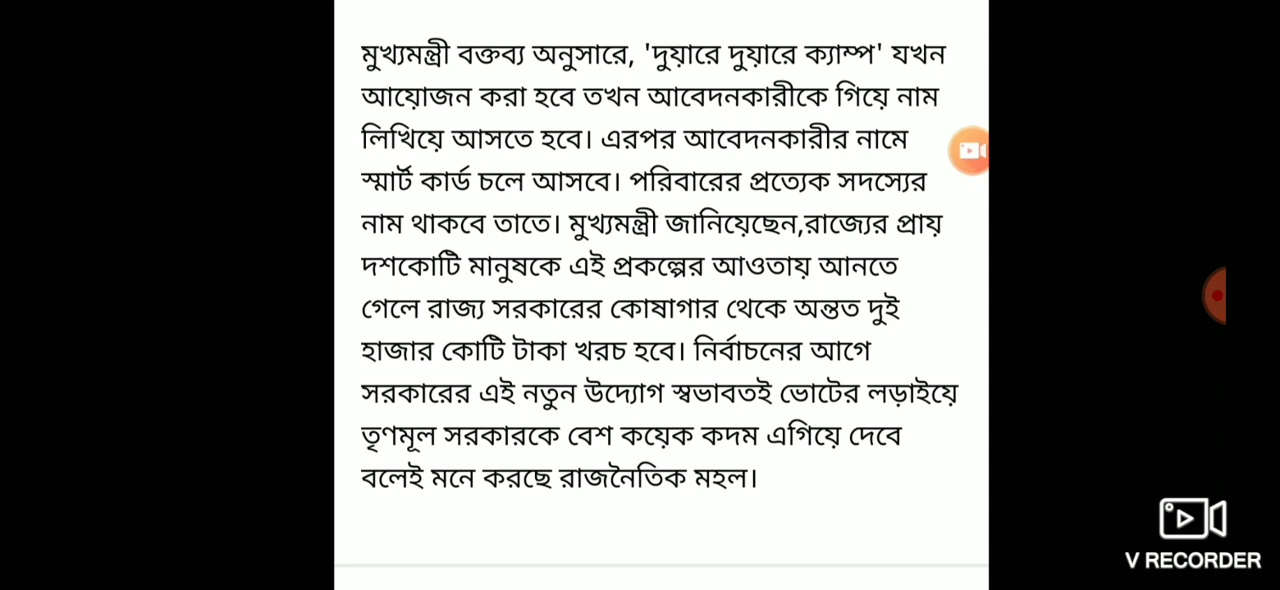 মুখ্যমন্ত্রী বক্তব্য অনুসারে, 'দুয়ারে দুয়ারে ক্যাম্প' যখন
আয়োজন করা হবে তখন আবেদনকারীকে গিয়ে নাম
লিখিয়ে আসতে হবে। এরপর আবেদনকারীর নামে
স্মার্ট কার্ড চলে আসবে। পরিবারের প্রত্যেক সদস্যের
নাম থাকবে তাতে। মুখ্যমন্ত্রী জানিয়েছেন,রাজ্যের প্রায়
দশকোটি মানুষকে এই প্রকল্পের আওতায় আনতে
গেলে রাজ্য সরকারের কোষাগার থেকে অন্তত দুই
হাজার কোটি টাকা খরচ হবে। নির্বাচনের আগে
সরকারের এই নতুন উদ্যোগ স্বভাবতই ভোটের লড়াইয়ে
তৃণমূল সরকারকে বেশ কয়েক কদম এগিয়ে দেবে
বলেই মনে করছে রাজনৈতিক মহল।
V RECORDER